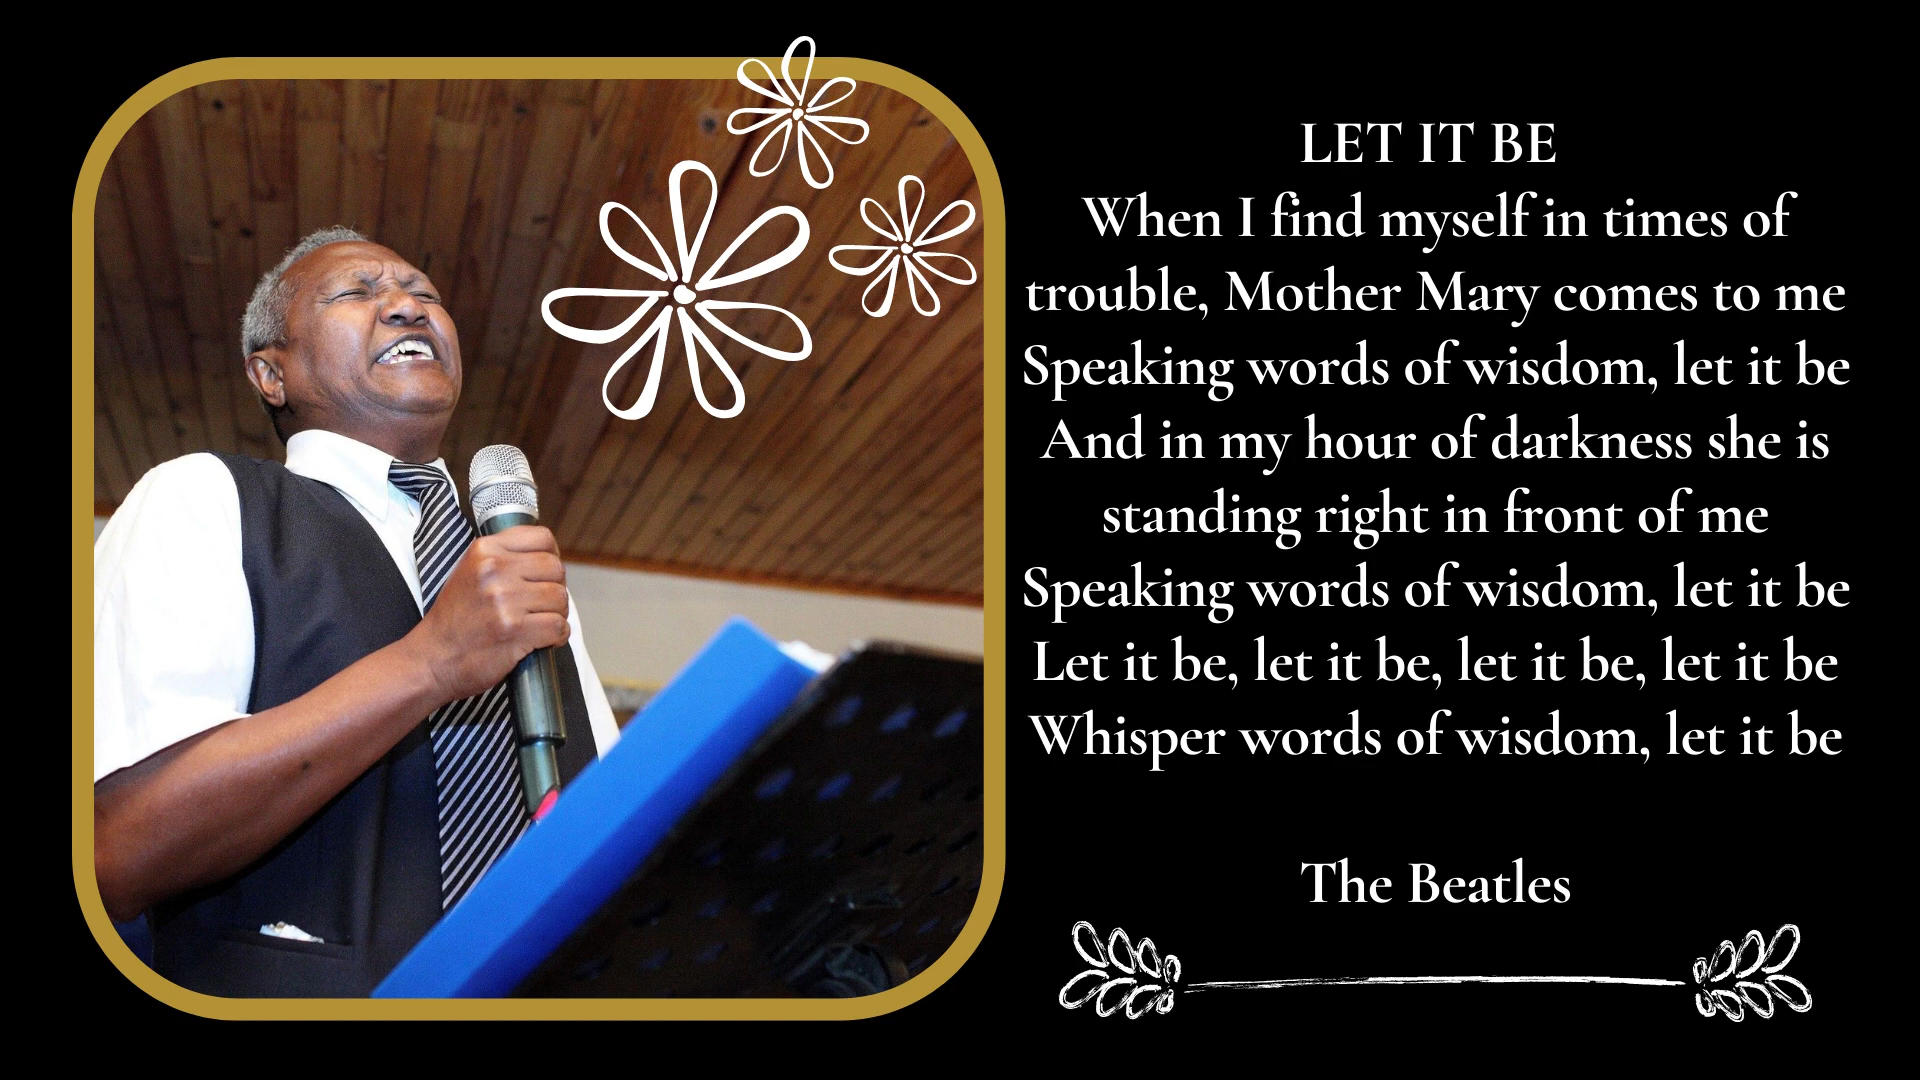 LET IT BE
When I find myself in times of
trouble, Mother Mary comes to me
Speaking words of wisdom, let it be
And in my hour of darkness she is
standing right in front of me
Speaking words of wisdom, let it be
Let it be, let it be, let it be, let it be
Whisper words of wisdom, let it be
The Beatles